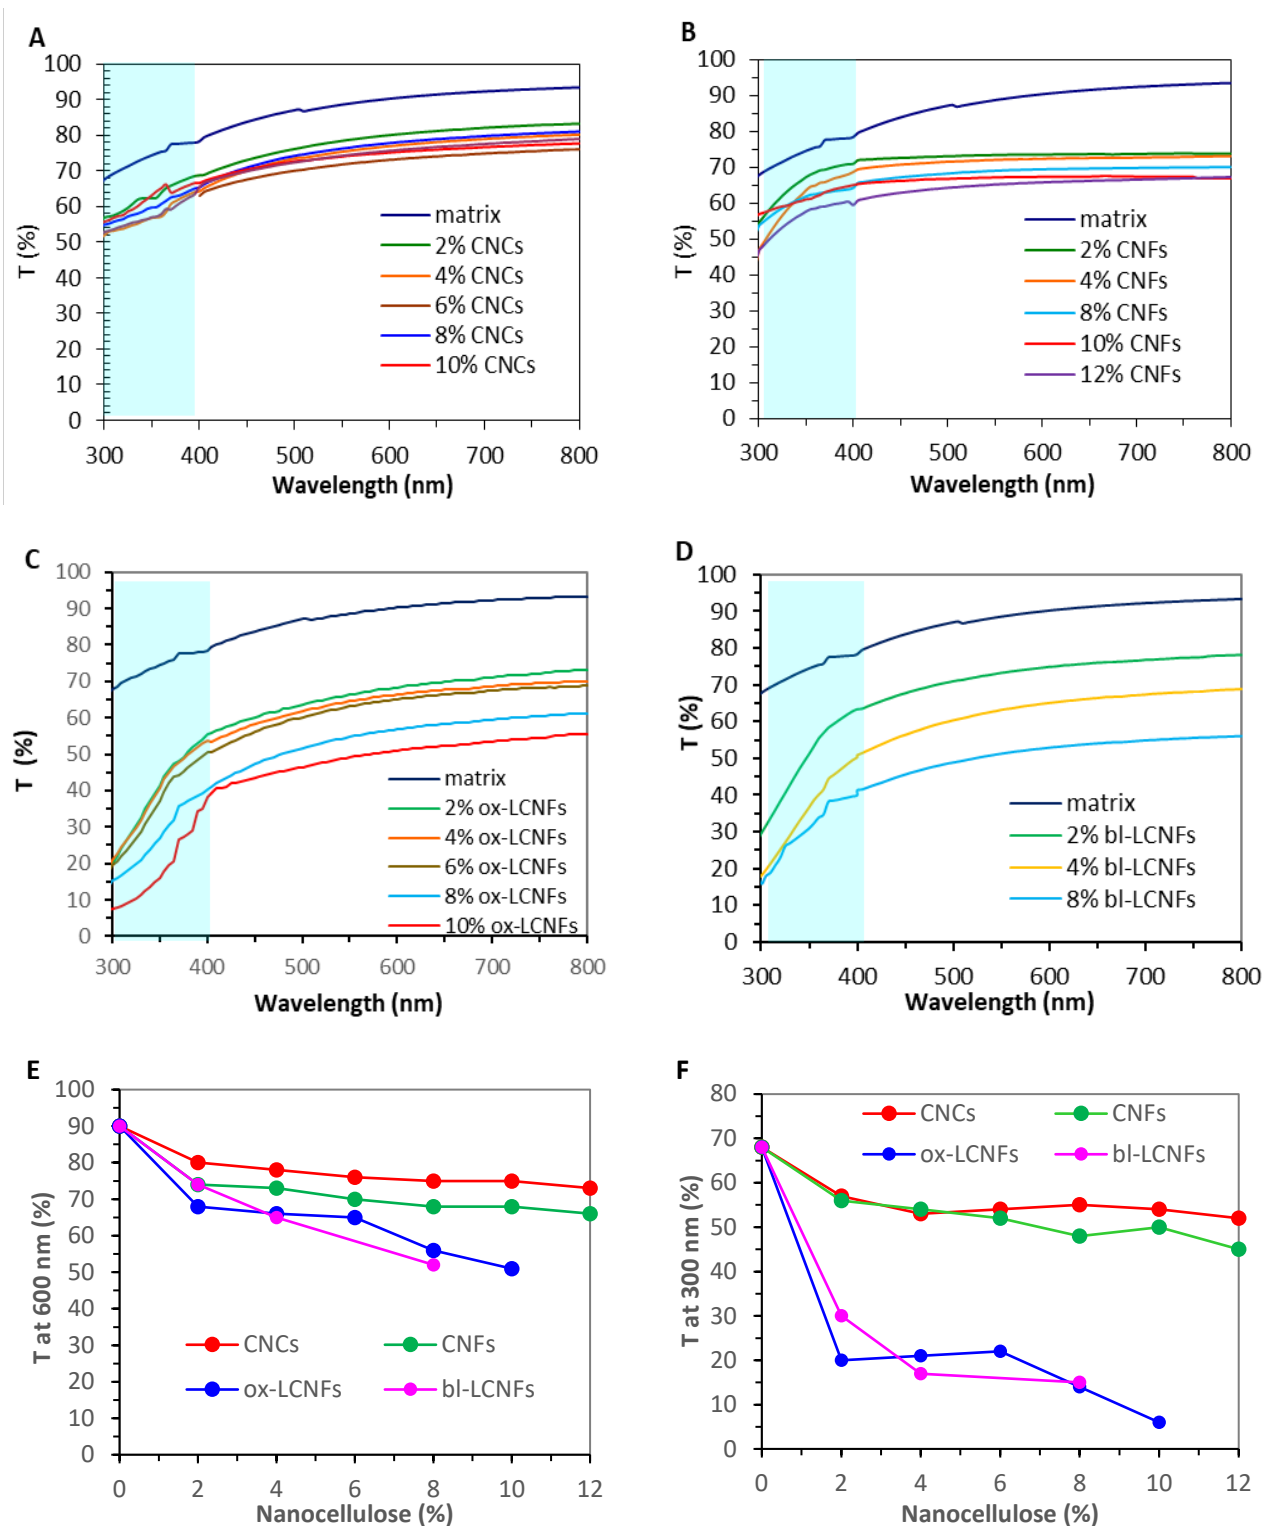 A
100
90
80
70
60
50
40
30
20
10
0
T (%)
matrix
2% CNCs
4% CNCs
6% CNCs
8% CNCs
10% CNCs
300 400 500 600 700 800
Wavelength (nm)
B
100
90
80
70
60
50
40
30
20
10
0
T (%)
matrix
2% CNFs
4% CNFs
8% CNFs
10% CNFs
12% CNFs
300 400 500 600 700 800
Wavelength (nm)
C
100
90
80
70
60
50
40
30
20
10
0
T (%)
matrix
2% ox-LCNFs
4% ox-LCNFs
6% ox-LCNFs
8% ox-LCNFs
10% ox-LCNFs
300 400 500 600 700 800
Wavelength (nm)
D
100
90
80
70
60
50
40
30
20
10
0
T (%)
matrix
2% bl-LCNFs
4% bl-LCNFs
8% bl-LCNFs
300 400 500 600 700 800
Wavelength (nm)
E
100
90
80
70
60
50
40
30
20
10
0
T at 600 nm (%)
CNCs CNFs
ox-LCNFs bl-LCNFs
0 2 4 6 8 10 12
Nanocellulose (%)
F
80
70
60
50
40
30
20
10
0
T at 300 nm (%)
CNCs CNFs
ox-LCNFs bl-LCNFs
0 2 4 6 8 10 12
Nanocellulose (%)